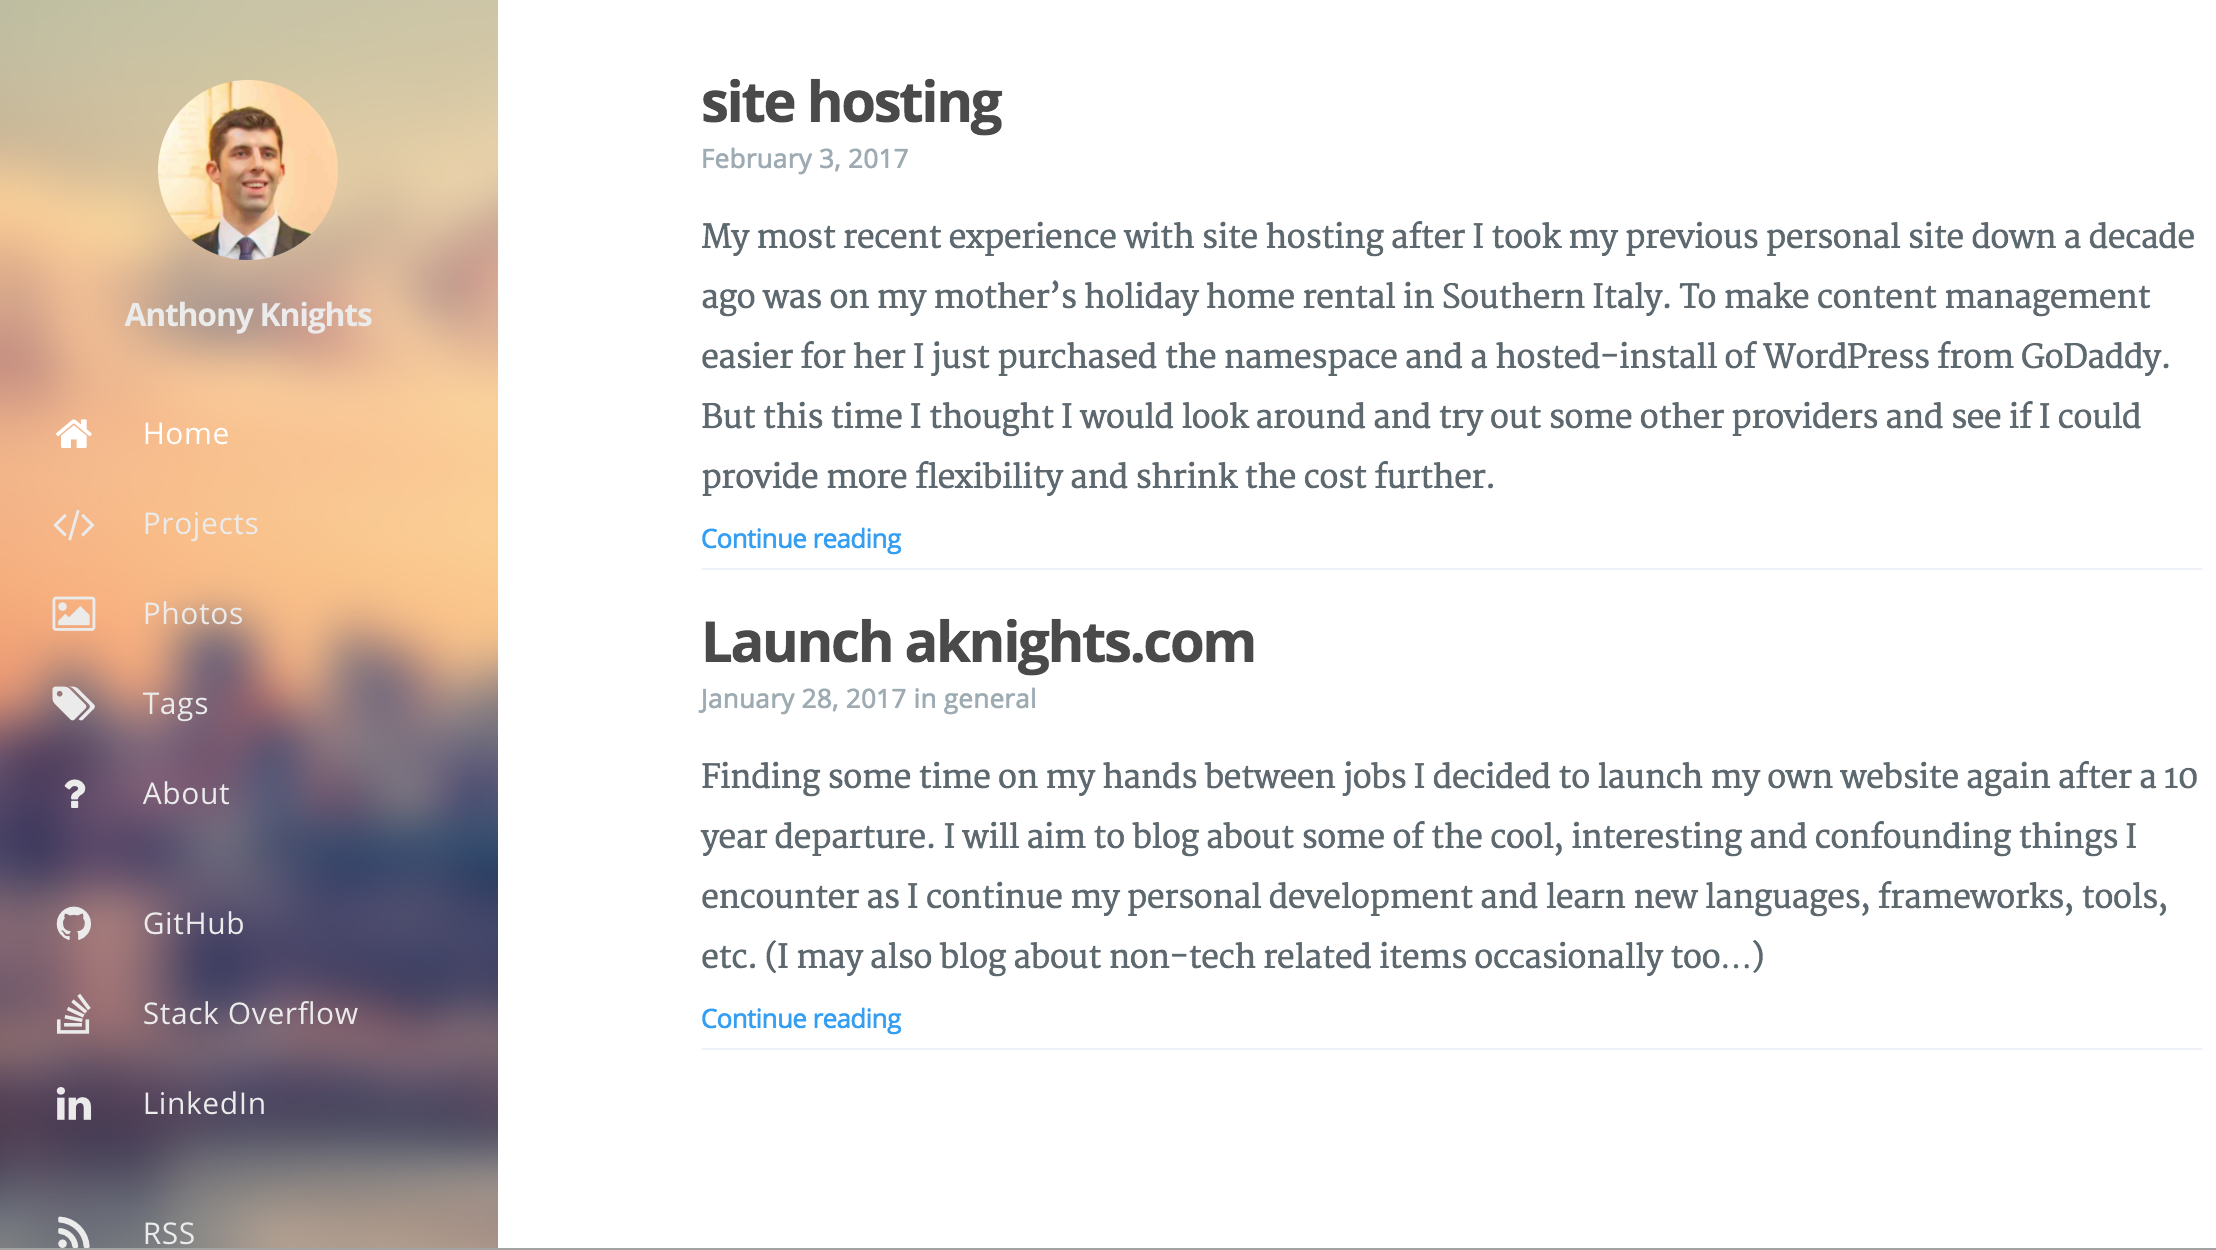 Anthony Knights
Home
Projects
Photos
Tags
About
GitHub
Stack Overflow
LinkedIn
RSS
site hosting
February 3, 2017
My most recent experience with site hosting after I took my previous personal site down a decade
ago was on my mother’s holiday home rental in Southern Italy. To make content management
easier for her I just purchased the namespace and a hosted-install of WordPress from GoDaddy.
But this time I thought I would look around and try out some other providers and see if I could
provide more flexibility and shrink the cost further.
Continue reading
Launch aknights.com
January 28, 2017 in general
Finding some time on my hands between jobs I decided to launch my own website again after a 10
year departure. I will aim to blog about some of the cool, interesting and confounding things I
encounter as I continue my personal development and learn new languages, frameworks, tools,
etc. (I may also blog about non-tech related items occasionally too…)
Continue reading